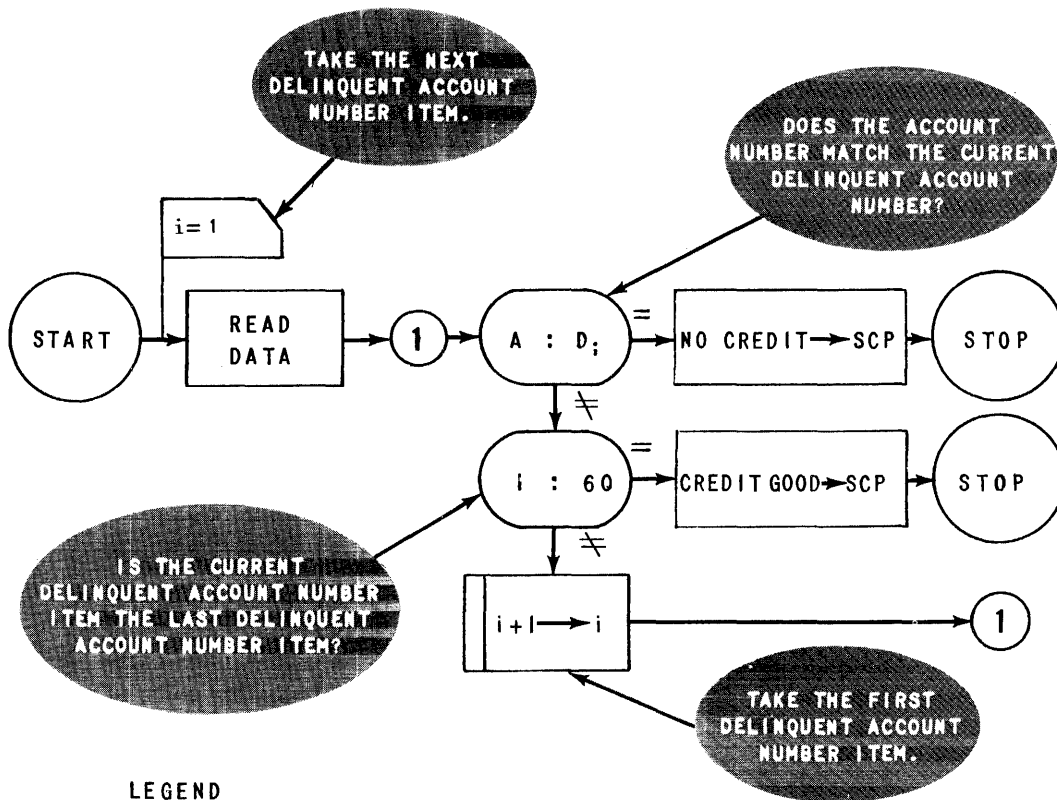 TAKE THE NEXT
DELINQUENT ACCOUNT
NUMBER ITEM.
DOES THE ACCOUNT
NUMBER MATCH THE CURRENT
DELINQUENT ACCOUNT
NUMBER?
i=1
START
READ
DATA
1
A : Di
=
NO CREDIT→SCP
STOP
≠
i : 60
=
CREDIT GOOD→SCP
STOP
≠
IS THE CURRENT
DELINQUENT ACCOUNT NUMBER
ITEM THE LAST DELINQUENT
ACCOUNT NUMBER ITEM?
i+1→i
1
TAKE THE FIRST
DELINQUENT ACCOUNT
NUMBER ITEM.
LEGEND